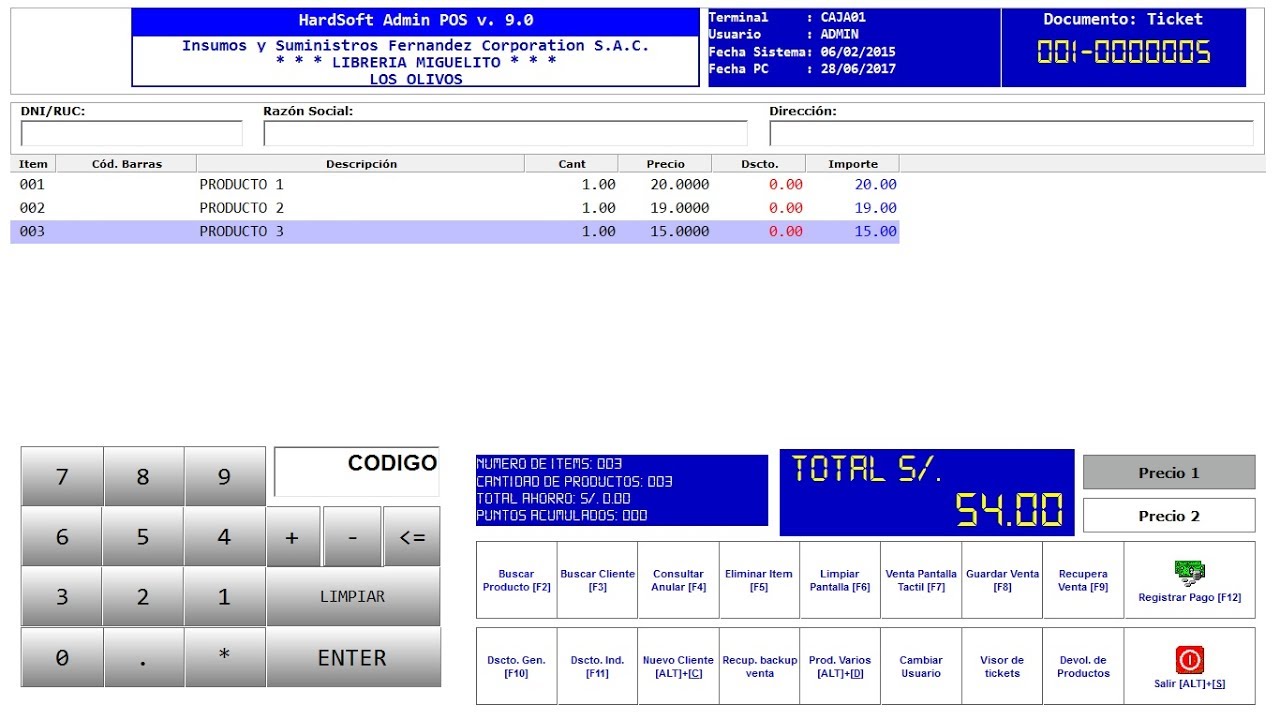 HardSoft Admin POS v. 9.0
Insumos y Suministros Fernandez Corporation S.A.C.
* * * LIBRERIA MIGUELITO * * *
LOS OLIVOS
Terminal : CAJA01
Usuario : ADMIN
Fecha Sistema: 06/02/2015
Fecha PC : 28/06/2017
Documento: Ticket
001-0000005
DNI/RUC: Razón Social: Dirección:
Item Cód. Barras Descripción Cant Precio Dscto. Importe
001 PRODUCTO 1 1.00 20.0000 0.00 20.00
002 PRODUCTO 2 1.00 19.0000 0.00 19.00
003 PRODUCTO 3 1.00 15.0000 0.00 15.00
7 8 9 CODIGO
6 5 4 + - <=
3 2 1 LIMPIAR
0 . * ENTER
NUMERO DE ITEMS: 003
CANTIDAD DE PRODUCTOS: 003
TOTAL AHORRO: S/. 0.00
PUNTOS ACUMULADOS: 000
TOTAL S/.
54.00
Precio 1
Precio 2
Buscar
Producto [F2]
Buscar Cliente
[F3]
Consultar
Anular [F4]
Eliminar Item
[F5]
Limpiar
Pantalla [F6]
Venta Pantalla
Tactil [F7]
Guardar Venta
[F8]
Recupera
Venta [F9]
Registrar Pago [F12]
Dscto. Gen.
[F10]
Dscto. Ind.
[F11]
Nuevo Cliente
[ALT]+[C]
Recup. backup
venta
Prod. Varios
[ALT]+[D]
Cambiar
Usuario
Visor de
tickets
Devol. de
Productos
Salir [ALT]+[S]